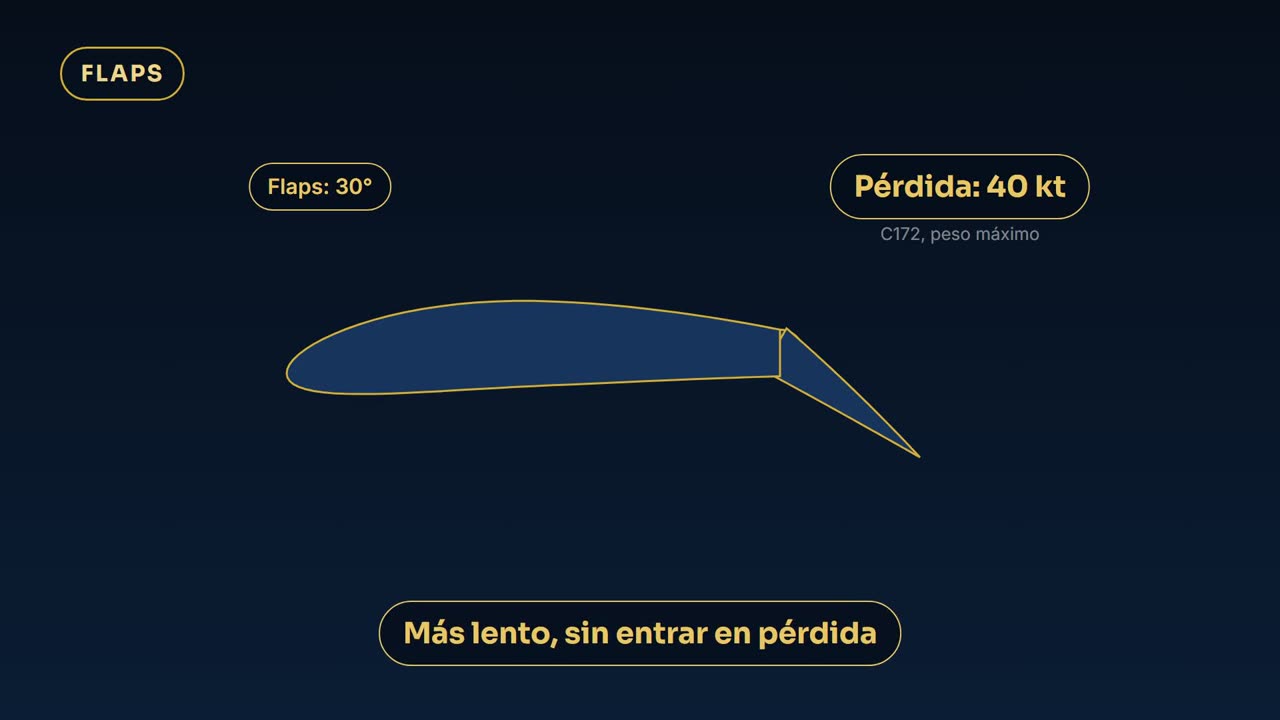 FLAPS
Flaps: 30°
Pérdida: 40 kt
C172, peso máximo
Más lento, sin entrar en pérdida